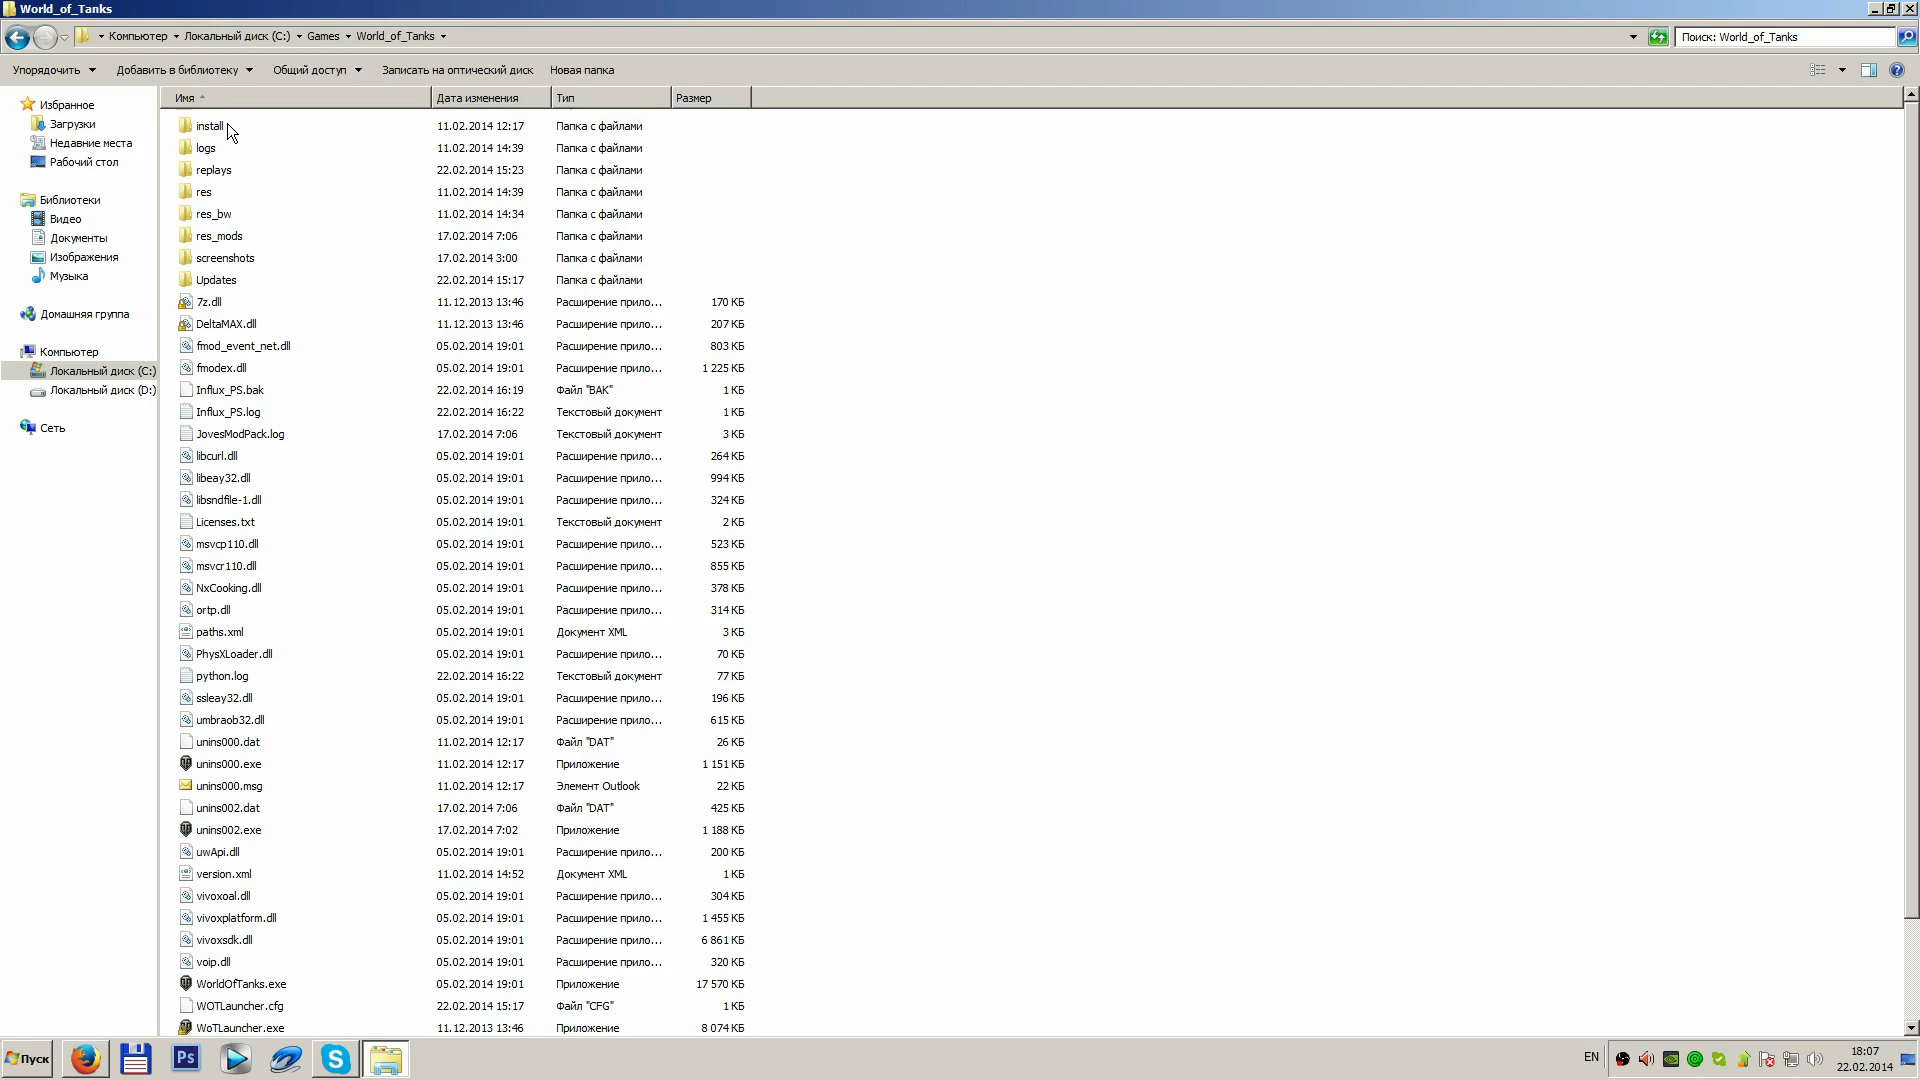 World_of_Tanks
Компьютер Локальный диск (C:) Games World_of_Tanks
Поиск: World_of_Tanks
Упорядочить Добавить в библиотеку Общий доступ Записать на оптический диск Новая папка
Избранное
Загрузки
Недавние места
Рабочий стол
Библиотеки
Видео
Документы
Изображения
Музыка
Домашняя группа
Компьютер
Локальный диск (C:)
Локальный диск (D:)
Сеть
Имя Дата изменения Тип Размер
install 11.02.2014 12:17 Папка с файлами
logs 11.02.2014 14:39 Папка с файлами
replays 22.02.2014 15:23 Папка с файлами
res 11.02.2014 14:39 Папка с файлами
res_bw 11.02.2014 14:34 Папка с файлами
res_mods 17.02.2014 7:06 Папка с файлами
screenshots 17.02.2014 3:00 Папка с файлами
Updates 22.02.2014 15:17 Папка с файлами
7z.dll 11.12.2013 13:46 Расширение прило... 170 КБ
DeltaMAX.dll 11.12.2013 13:46 Расширение прило... 207 КБ
fmod_event_net.dll 05.02.2014 19:01 Расширение прило... 803 КБ
fmodex.dll 05.02.2014 19:01 Расширение прило... 1 225 КБ
Influx_PS.bak 22.02.2014 16:19 Файл "BAK" 1 КБ
Influx_PS.log 22.02.2014 16:22 Текстовый документ 1 КБ
JovesModPack.log 17.02.2014 7:06 Текстовый документ 3 КБ
libcurl.dll 05.02.2014 19:01 Расширение прило... 264 КБ
libeay32.dll 05.02.2014 19:01 Расширение прило... 994 КБ
libsndfile-1.dll 05.02.2014 19:01 Расширение прило... 324 КБ
Licenses.txt 05.02.2014 19:01 Текстовый документ 2 КБ
msvcp110.dll 05.02.2014 19:01 Расширение прило... 523 КБ
msvcr110.dll 05.02.2014 19:01 Расширение прило... 855 КБ
NxCooking.dll 05.02.2014 19:01 Расширение прило... 378 КБ
ortp.dll 05.02.2014 19:01 Расширение прило... 314 КБ
paths.xml 05.02.2014 19:01 Документ XML 3 КБ
PhysXLoader.dll 05.02.2014 19:01 Расширение прило... 70 КБ
python.log 22.02.2014 16:22 Текстовый документ 77 КБ
ssleay32.dll 05.02.2014 19:01 Расширение прило... 196 КБ
umbraob32.dll 05.02.2014 19:01 Расширение прило... 615 КБ
unins000.dat 11.02.2014 12:17 Файл "DAT" 26 КБ
unins000.exe 11.02.2014 12:17 Приложение 1 151 КБ
unins000.msg 11.02.2014 12:17 Элемент Outlook 22 КБ
unins002.dat 17.02.2014 7:06 Файл "DAT" 425 КБ
unins002.exe 17.02.2014 7:02 Приложение 1 188 КБ
uwApi.dll 05.02.2014 19:01 Расширение прило... 200 КБ
version.xml 11.02.2014 14:52 Документ XML 1 КБ
vivoxoal.dll 05.02.2014 19:01 Расширение прило... 304 КБ
vivoxplatform.dll 05.02.2014 19:01 Расширение прило... 1 455 КБ
vivoxsdk.dll 05.02.2014 19:01 Расширение прило... 6 861 КБ
voip.dll 05.02.2014 19:01 Расширение прило... 320 КБ
WorldOfTanks.exe 05.02.2014 19:01 Приложение 17 570 КБ
WOTLauncher.cfg 22.02.2014 15:17 Файл "CFG" 1 КБ
WoTLauncher.exe 11.12.2013 13:46 Приложение 8 074 КБ
Пуск
Ps
EN
18:07
22.02.2014